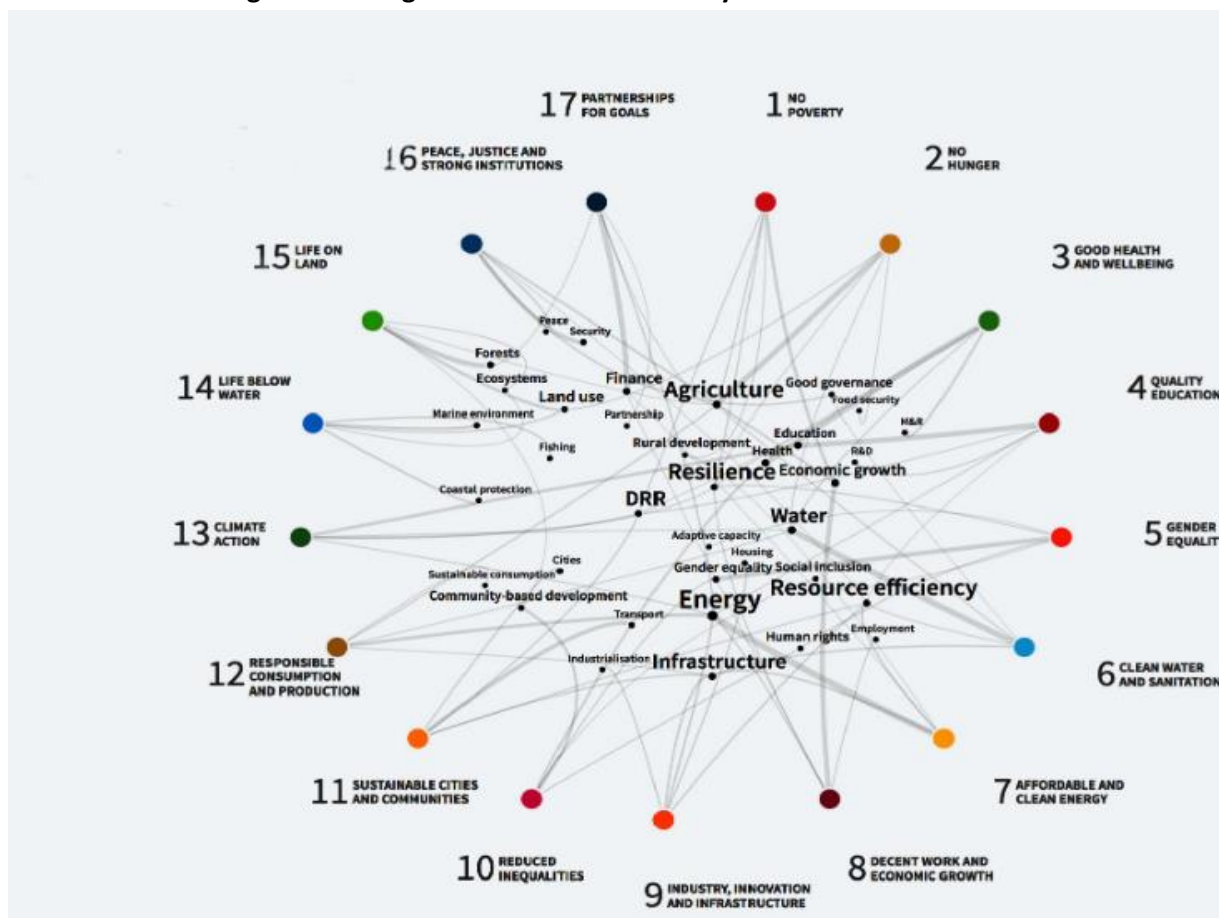 17 PARTNERSHIPS
FOR GOALS
1 NO
POVERTY
16 PEACE, JUSTICE AND
STRONG INSTITUTIONS
2 NO
HUNGER
15 LIFE ON
LAND
3 GOOD HEALTH
AND WELLBEING
Peace
Security
Forests
Ecosystems
Finance
Agriculture
Good governance
14 LIFE BELOW
WATER
4 QUALITY
EDUCATION
Land use
Food security
Marine environment
Partnership
M&R
Fishing
Rural development
Education
Health
R&D
Resilience
Economic growth
Coastal protection
DRR
Water
13 CLIMATE
ACTION
5 GENDER
EQUALIT
Adaptive capacity
Housing
Cities
Sustainable consumption
Gender equality
Social inclusion
Community-based development
Energy
Resource efficiency
Transport
Human rights
Employment
Industrialisation
Infrastructure
12 RESPONSIBLE
CONSUMPTION
AND PRODUCTION
6 CLEAN WATER
AND SANITATION
11 SUSTAINABLE CITIES
AND COMMUNITIES
7 AFFORDABLE AND
CLEAN ENERGY
10 REDUCED
INEQUALITIES
8 DECENT WORK AND
ECONOMIC GROWTH
9 INDUSTRY, INNOVATION
AND INFRASTRUCTURE